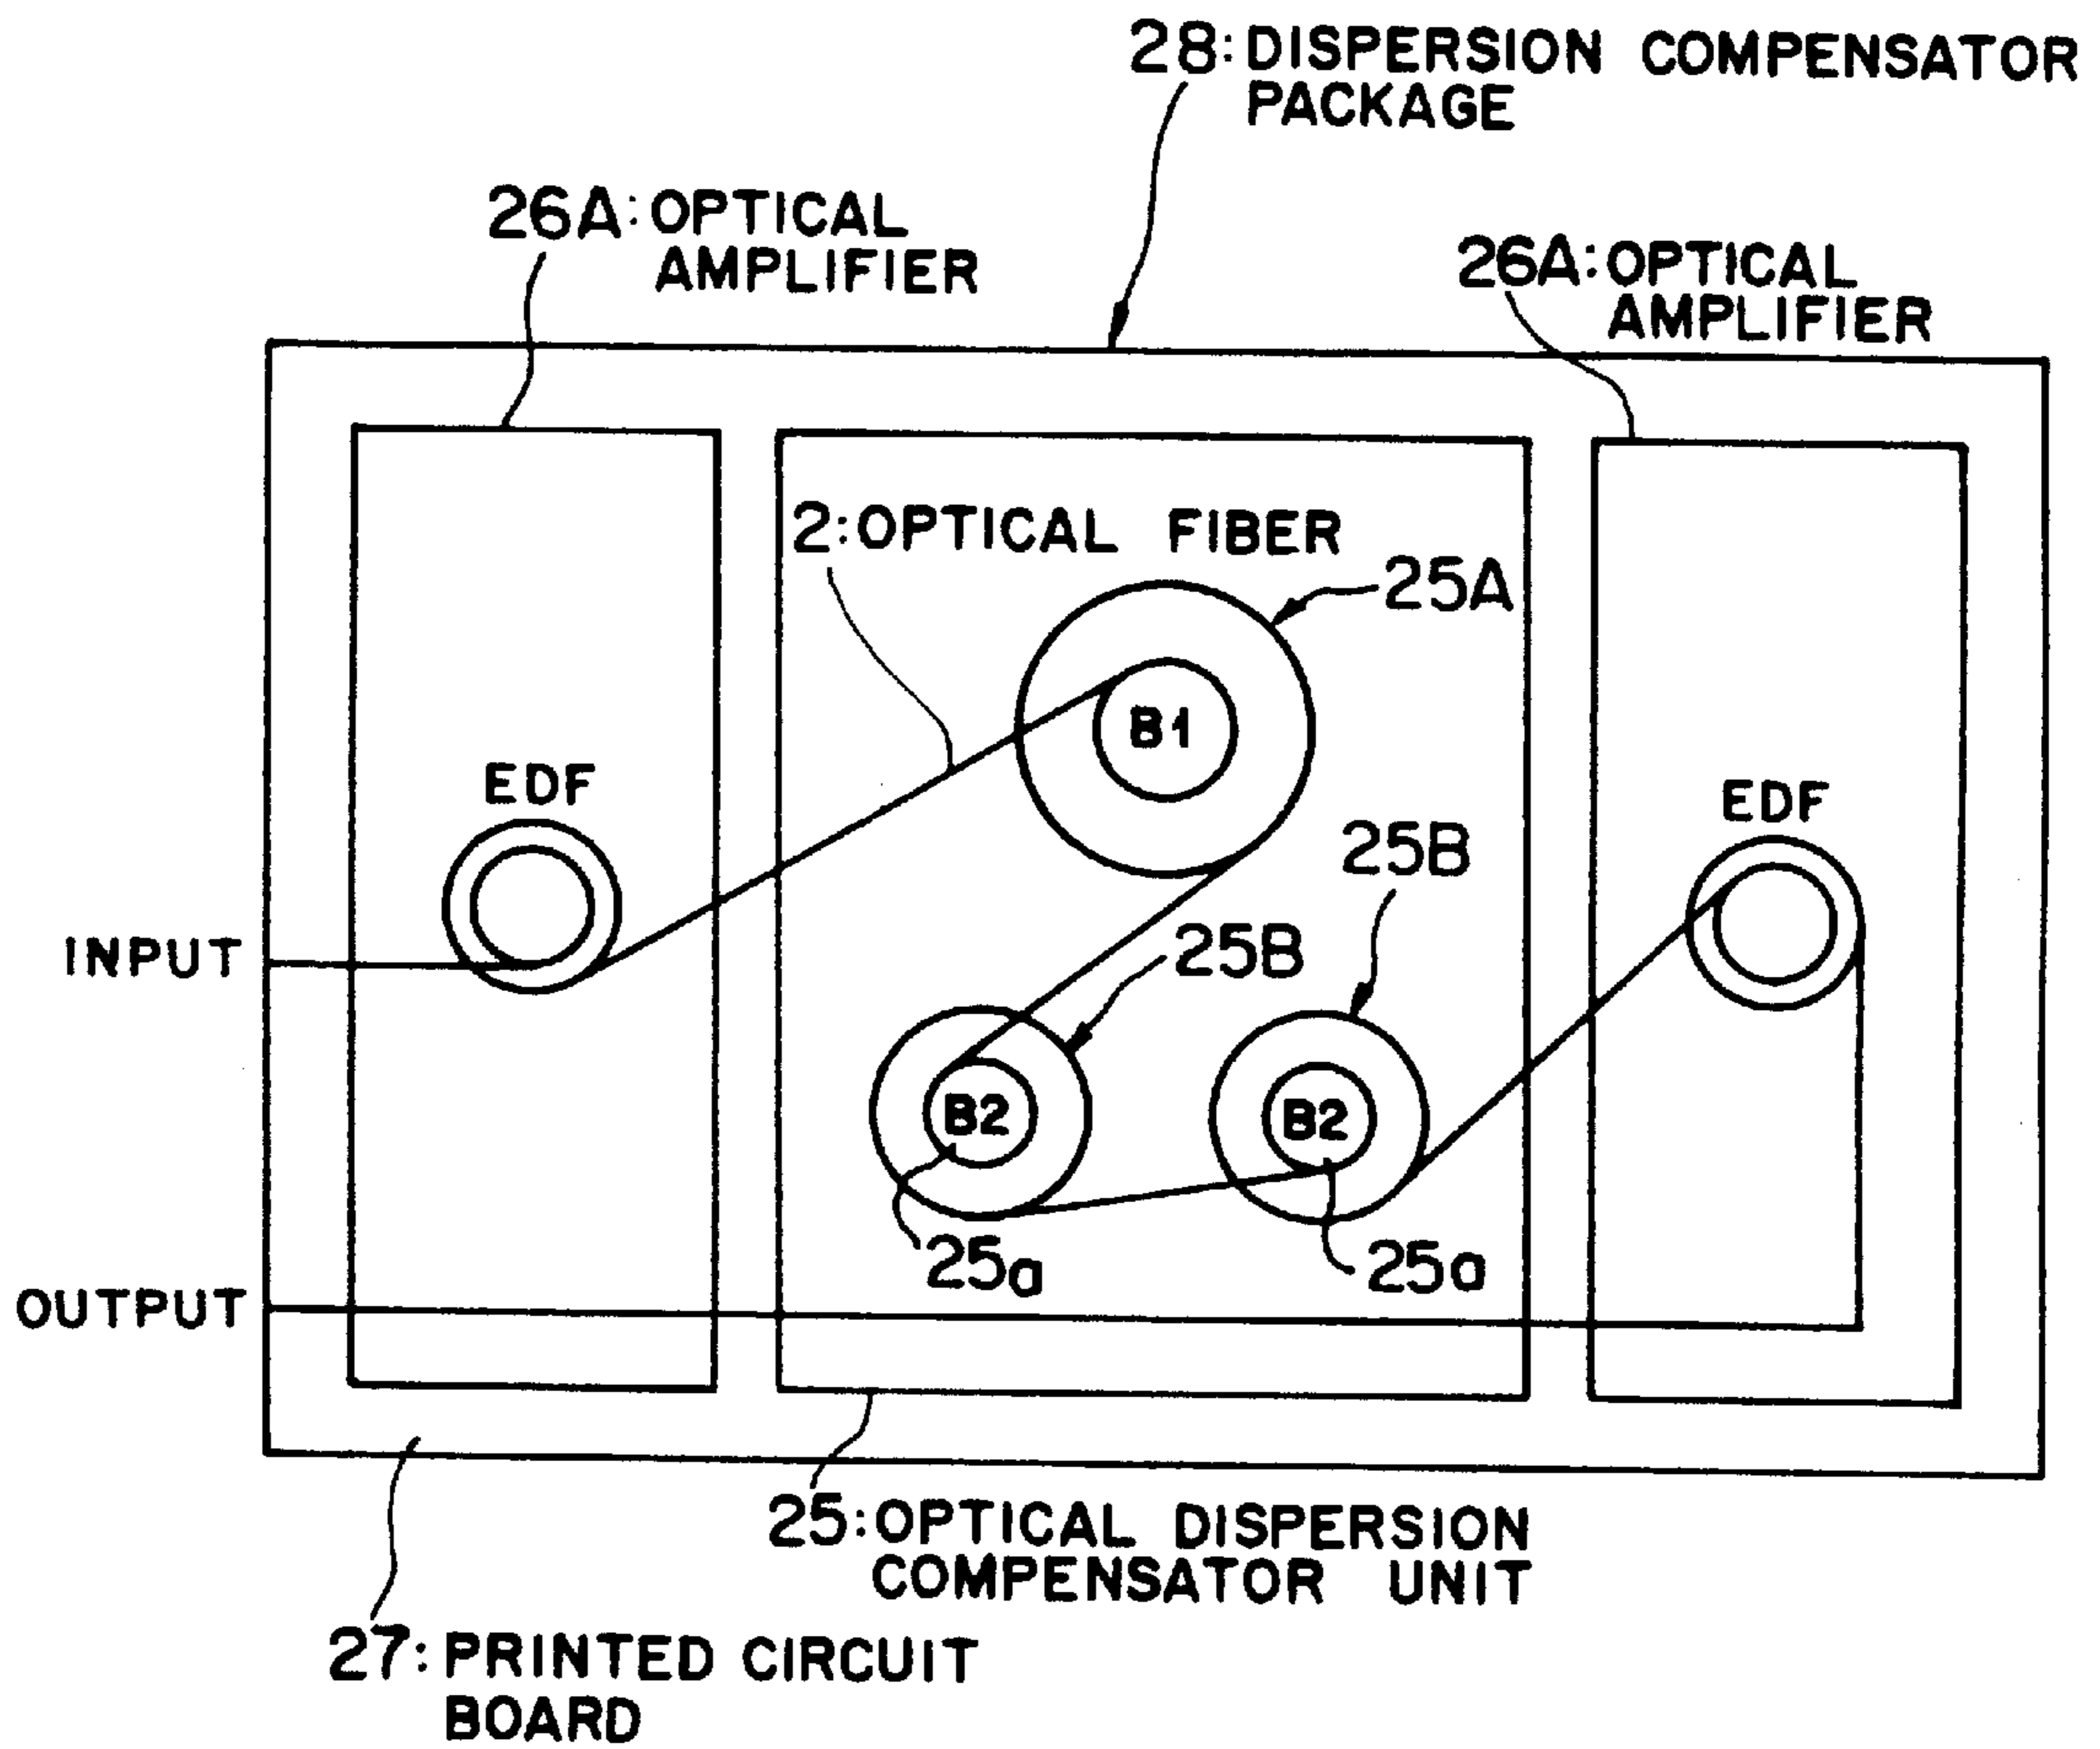 28: DISPERSION COMPENSATOR
PACKAGE
26A: OPTICAL
AMPLIFIER
26A: OPTICAL
AMPLIFIER
2: OPTICAL FIBER
25A
B1
EDF
EDF
25B
25B
INPUT
B2
B2
25a
25a
OUTPUT
25: OPTICAL DISPERSION
COMPENSATOR UNIT
27: PRINTED CIRCUIT
BOARD